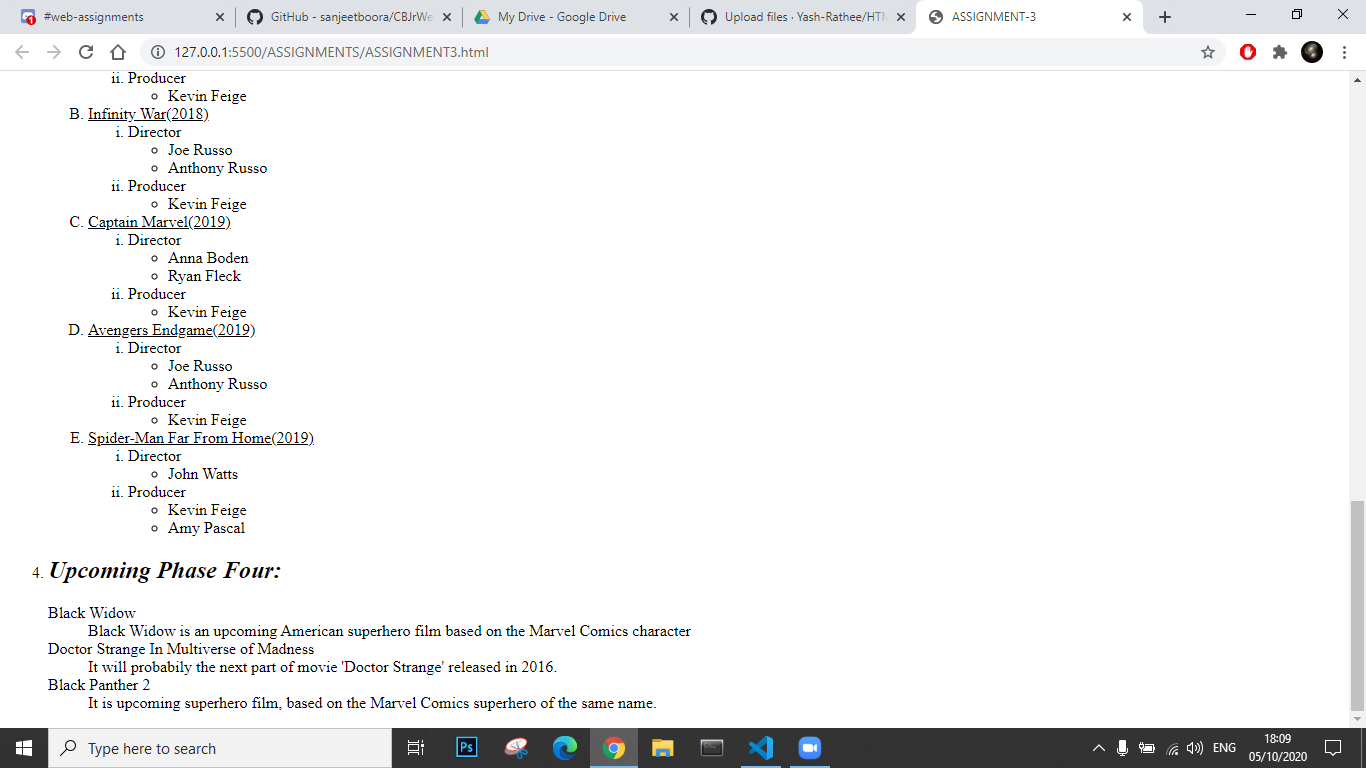 #web-assignments
GitHub - sanjeetboora/CBJrWe
My Drive - Google Drive
Upload files · Yash-Rathee/HTM
ASSIGNMENT-3
127.0.0.1:5500/ASSIGNMENTS/ASSIGNMENT3.html
ii. Producer
Kevin Feige
B. Infinity War(2018)
i. Director
Joe Russo
Anthony Russo
ii. Producer
Kevin Feige
C. Captain Marvel(2019)
i. Director
Anna Boden
Ryan Fleck
ii. Producer
Kevin Feige
D. Avengers Endgame(2019)
i. Director
Joe Russo
Anthony Russo
ii. Producer
Kevin Feige
E. Spider-Man Far From Home(2019)
i. Director
John Watts
ii. Producer
Kevin Feige
Amy Pascal
4. Upcoming Phase Four:
Black Widow
Black Widow is an upcoming American superhero film based on the Marvel Comics character
Doctor Strange In Multiverse of Madness
It will probabily the next part of movie 'Doctor Strange' released in 2016.
Black Panther 2
It is upcoming superhero film, based on the Marvel Comics superhero of the same name.
Type here to search
Ps
ENG
18:09
05/10/2020